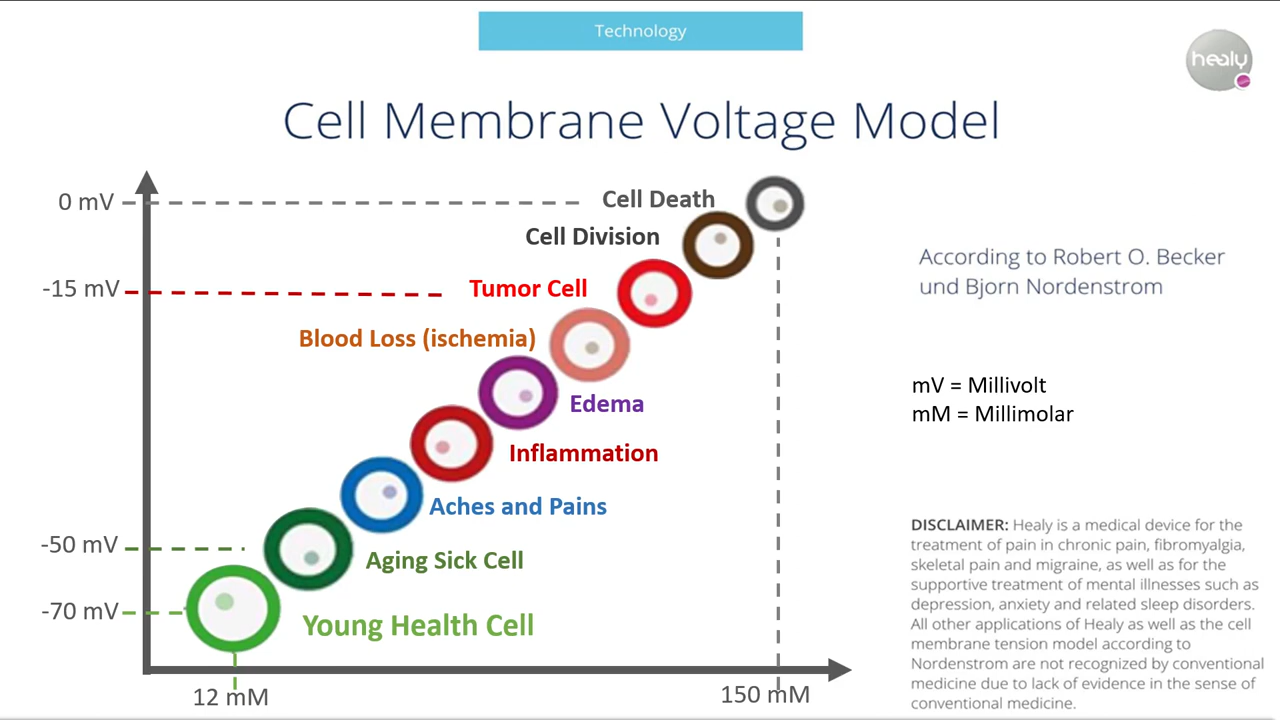 Technology
healy
Cell Membrane Voltage Model
0 mV
Cell Death
Cell Division
-15 mV
Tumor Cell
Blood Loss (ischemia)
Edema
Inflammation
Aches and Pains
-50 mV
Aging Sick Cell
-70 mV
Young Health Cell
12 mM
150 mM
According to Robert O. Becker
und Bjorn Nordenstrom
mV = Millivolt
mM = Millimolar
DISCLAIMER: Healy is a medical device for the
treatment of pain in chronic pain, fibromyalgia,
skeletal pain and migraine, as well as for the
supportive treatment of mental illnesses such as
depression, anxiety and related sleep disorders.
All other applications of Healy as well as the cell
membrane tension model according to
Nordenstrom are not recognized by conventional
medicine due to lack of evidence in the sense of
conventional medicine.